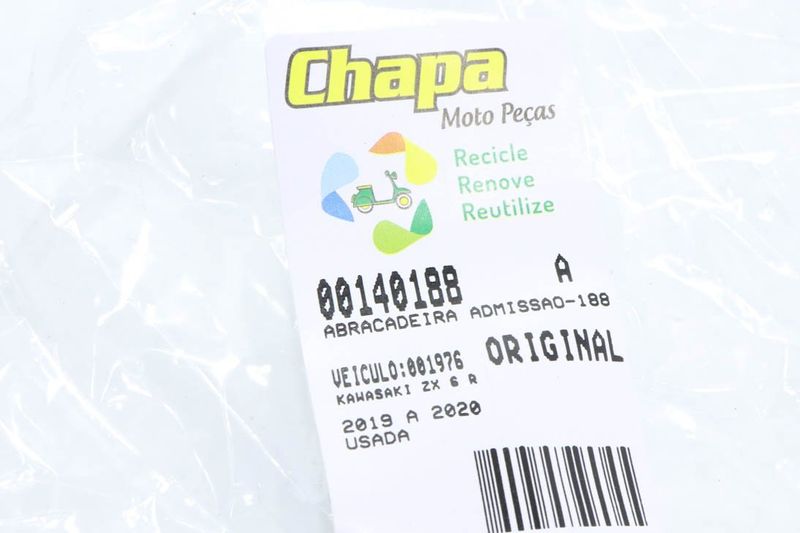 Chapa
Moto Peças
Recicle
Renove
Reutilize
00140188 A
ABRACADEIRA ADMISSAO-188
VEICULO:001976 ORIGINAL
KAWASAKI ZX 6 R
2019 A 2020
USADA